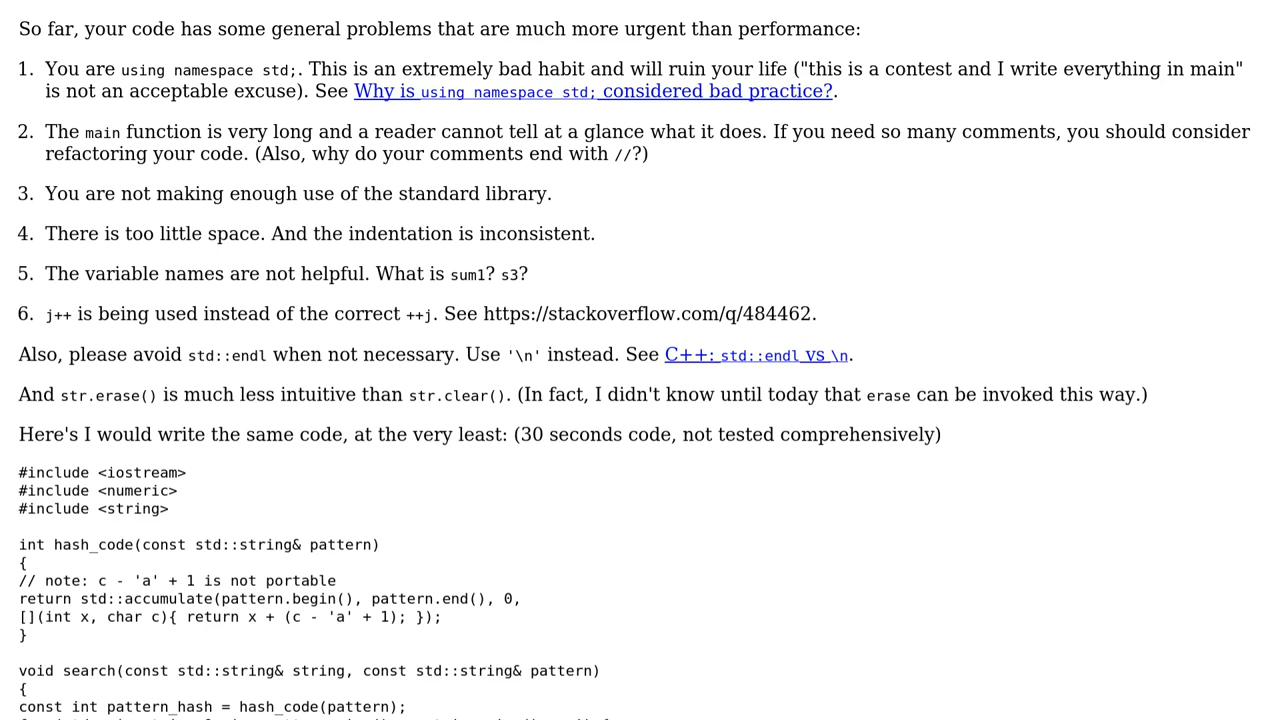 So far, your code has some general problems that are much more urgent than performance:
1. You are using namespace std;. This is an extremely bad habit and will ruin your life ("this is a contest and I write everything in main"
is not an acceptable excuse). See Why is using namespace std; considered bad practice?.
2. The main function is very long and a reader cannot tell at a glance what it does. If you need so many comments, you should consider
refactoring your code. (Also, why do your comments end with //?)
3. You are not making enough use of the standard library.
4. There is too little space. And the indentation is inconsistent.
5. The variable names are not helpful. What is sum1? s3?
6. j++ is being used instead of the correct ++j. See https://stackoverflow.com/q/484462.
Also, please avoid std::endl when not necessary. Use '\n' instead. See C++: std::endl vs \n.
And str.erase() is much less intuitive than str.clear(). (In fact, I didn't know until today that erase can be invoked this way.)
Here's I would write the same code, at the very least: (30 seconds code, not tested comprehensively)
#include <iostream>
#include <numeric>
#include <string>
int hash_code(const std::string& pattern)
{
// note: c - 'a' + 1 is not portable
return std::accumulate(pattern.begin(), pattern.end(), 0,
[](int x, char c){ return x + (c - 'a' + 1); });
}
void search(const std::string& string, const std::string& pattern)
{
const int pattern_hash = hash_code(pattern);